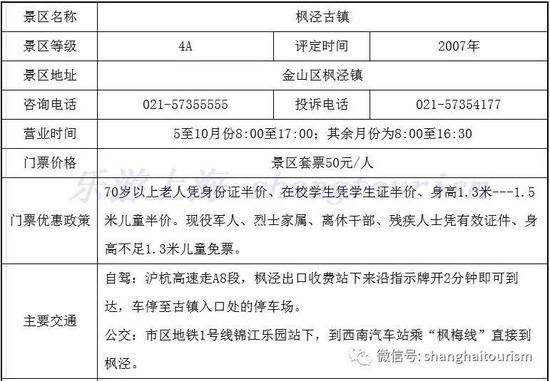 景区名称 枫泾古镇
景区等级 4A 评定时间 2007年
景区地址 金山区枫泾镇
咨询电话 021-57355555 投诉电话 021-57354177
营业时间 5至10月份8:00至17:00；其余月份为8:00至16:30
门票价格 景区套票50元/人
乐游上海 shanghaitourism
门票优惠政策
70岁以上老人凭身份证半价、在校学生凭学生证半价、身高1.3米---1.5
米儿童半价。现役军人、烈士家属、离休干部、残疾人士凭有效证件、身
高不足1.3米儿童免票。
主要交通
自驾：沪杭高速走A8段，枫泾出口收费站下来沿指示牌开2分钟即可到
达，车停至古镇入口处的停车场。
公交：市区地铁1号线锦江乐园站下，到西南汽车站乘“枫梅线”直接到
枫泾。
微信号: shanghaitourism